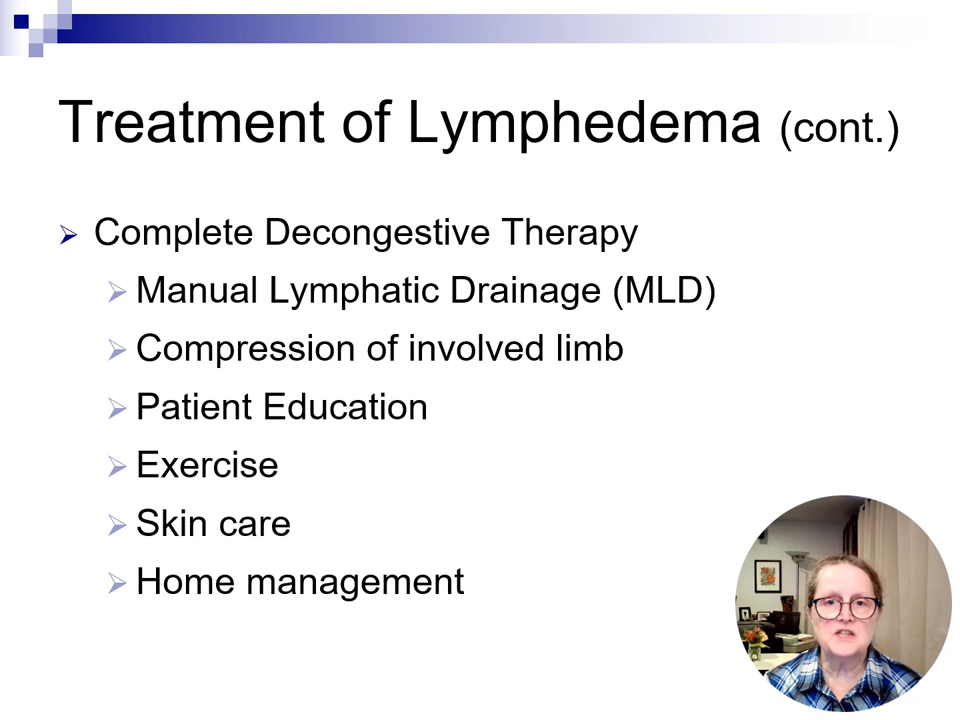 Treatment of Lymphedema (cont.)
Complete Decongestive Therapy
Manual Lymphatic Drainage (MLD)
Compression of involved limb
Patient Education
Exercise
Skin care
Home management